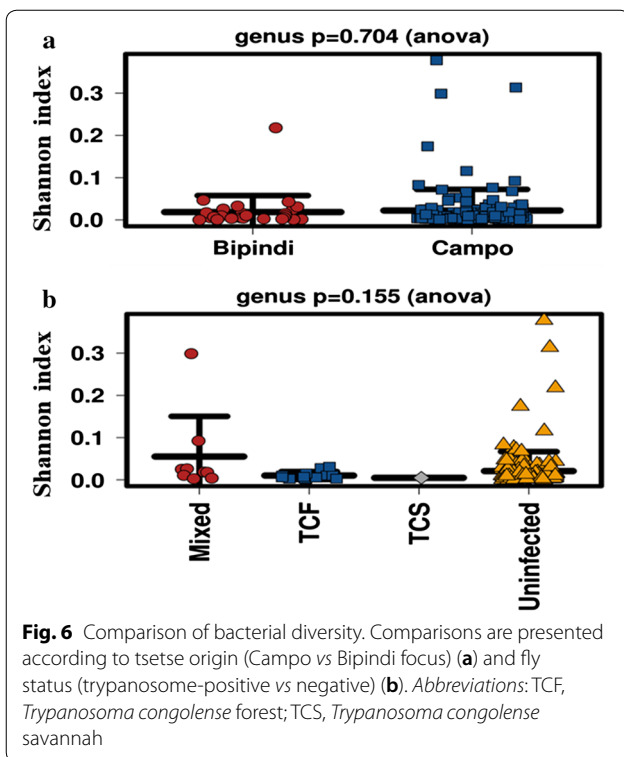 a
genus p=0.704 (anova)
Shannon index
0.3
0.2
0.1
0.0
Bipindi Campo
b
genus p=0.155 (anova)
Shannon index
0.3
0.2
0.1
0.0
Mixed TCF TCS Uninfected
Fig. 6 Comparison of bacterial diversity. Comparisons are presented
according to tsetse origin (Campo vs Bipindi focus) (a) and fly
status (trypanosome-positive vs negative) (b). Abbreviations: TCF,
Trypanosoma congolense forest; TCS, Trypanosoma congolense
savannah